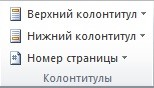 Верхний колонтитул
Нижний колонтитул
Номер страницы
Колонтитулы